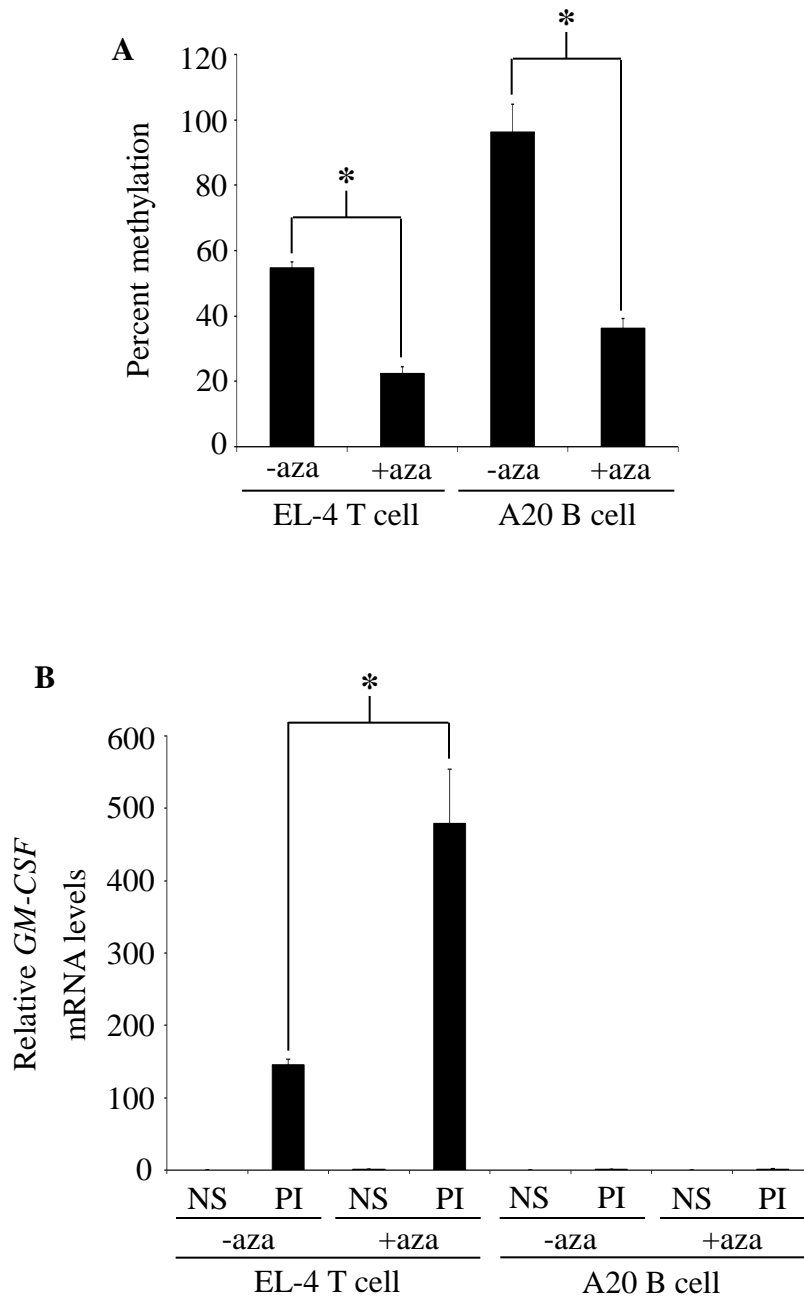 A
*
*
120
100
80
60
40
20
0
Percent methylation
-aza +aza -aza +aza
EL-4 T cell A20 B cell
B
*
600
500
400
300
200
100
0
Relative GM-CSF
mRNA levels
NS PI NS PI NS PI NS PI
-aza +aza -aza +aza
EL-4 T cell A20 B cell